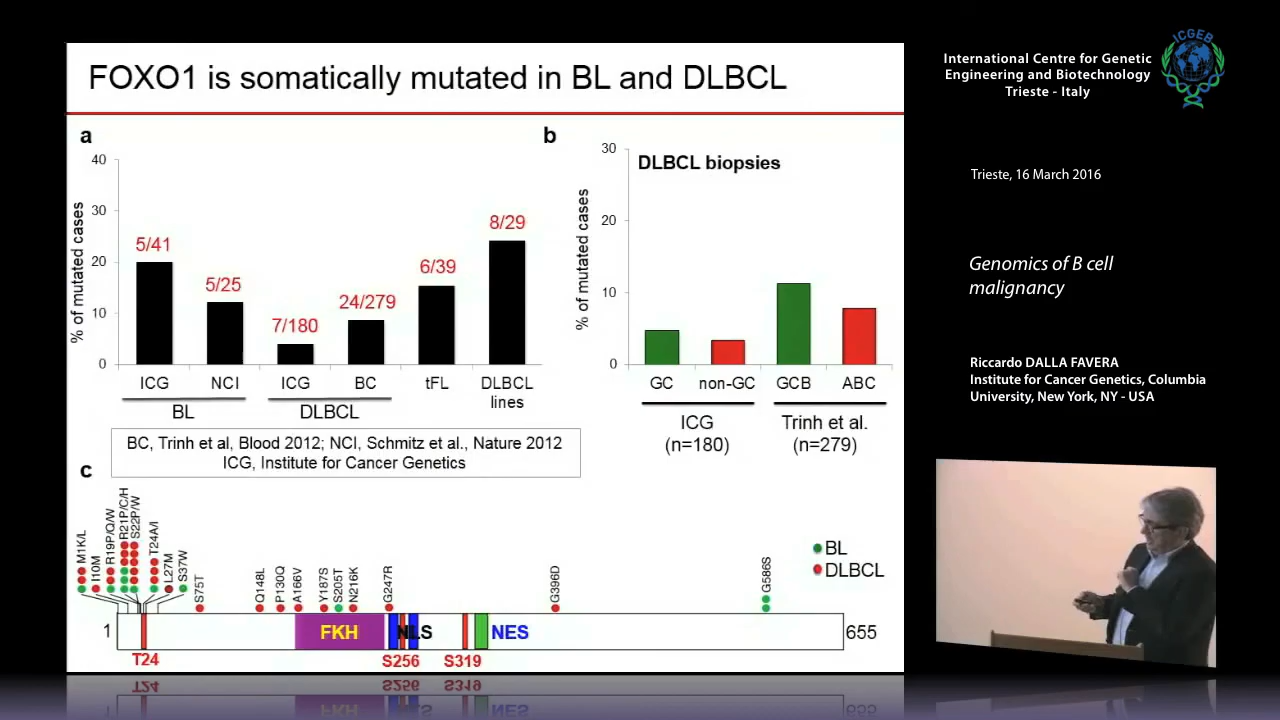 FOXO1 is somatically mutated in BL and DLBCL
a
% of mutated cases
40
30
20
10
0
5/41
5/25
7/180
24/279
6/39
8/29
ICG
NCI
ICG
BC
tFL
DLBCL
lines
BL
DLBCL
BC, Trinh et al, Blood 2012; NCI, Schmitz et al., Nature 2012
ICG, Institute for Cancer Genetics
b
DLBCL biopsies
% of mutated cases
30
20
10
0
GC
non-GC
GCB
ABC
ICG
(n=180)
Trinh et al.
(n=279)
c
M1K/L
I10M
R19P/Q/W
R21P/C/H
S22P/W
T24A/I
L27M
S37W
S75T
Q148L
P130Q
A166V
Y187S
S205T
N216K
G247R
G396D
G586S
BL
DLBCL
1
FKH
NLS
NES
655
T24
S256
S319
S256
S319
ICGEB
International Centre for Genetic
Engineering and Biotechnology
Trieste - Italy
Trieste, 16 March 2016
Genomics of B cell
malignancy
Riccardo DALLA FAVERA
Institute for Cancer Genetics, Columbia
University, New York, NY - USA